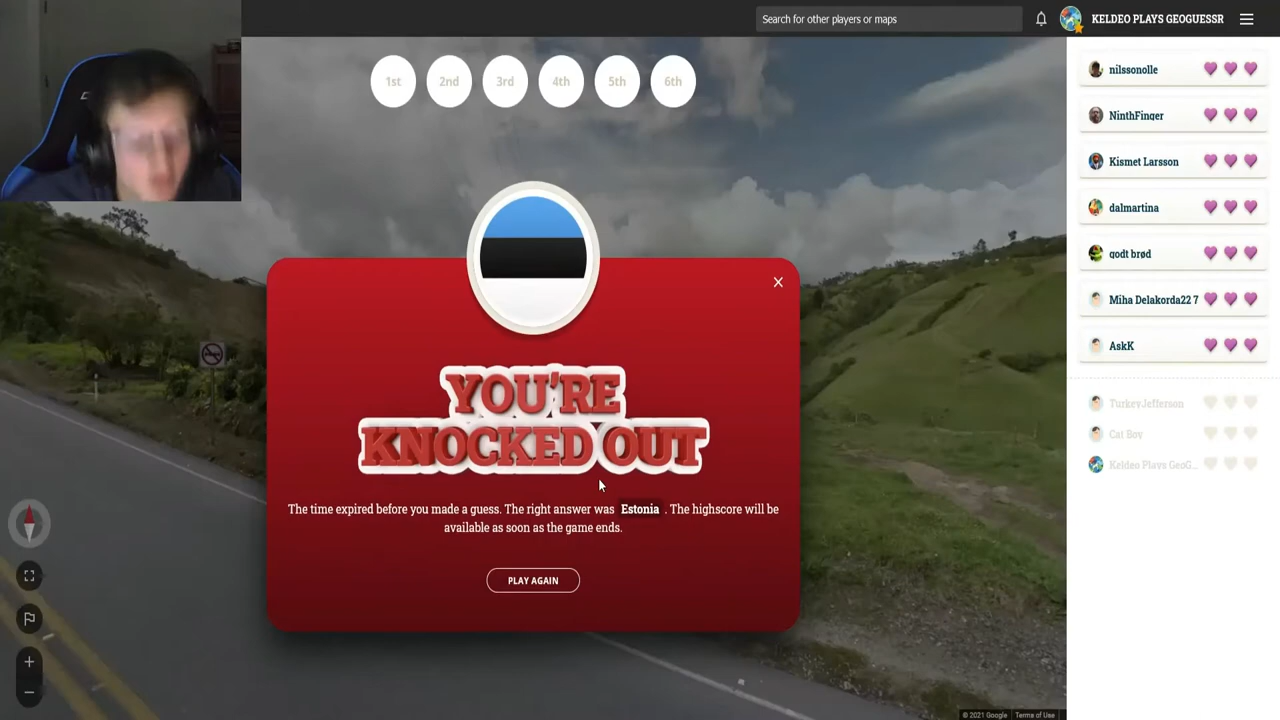 Search for other players or maps
KELDEO PLAYS GEOGUESSR
1st
2nd
3rd
4th
5th
6th
nilssonolle
NinthFinger
Kismet Larsson
dalmartina
godt brød
Miha Delakorda22 7
AskK
TurkeyJefferson
Cat Boy
Keldeo Plays GeoG...
YOU'RE
KNOCKED OUT
The time expired before you made a guess. The right answer was Estonia . The highscore will be
available as soon as the game ends.
PLAY AGAIN
© 2021 Google
Terms of Use